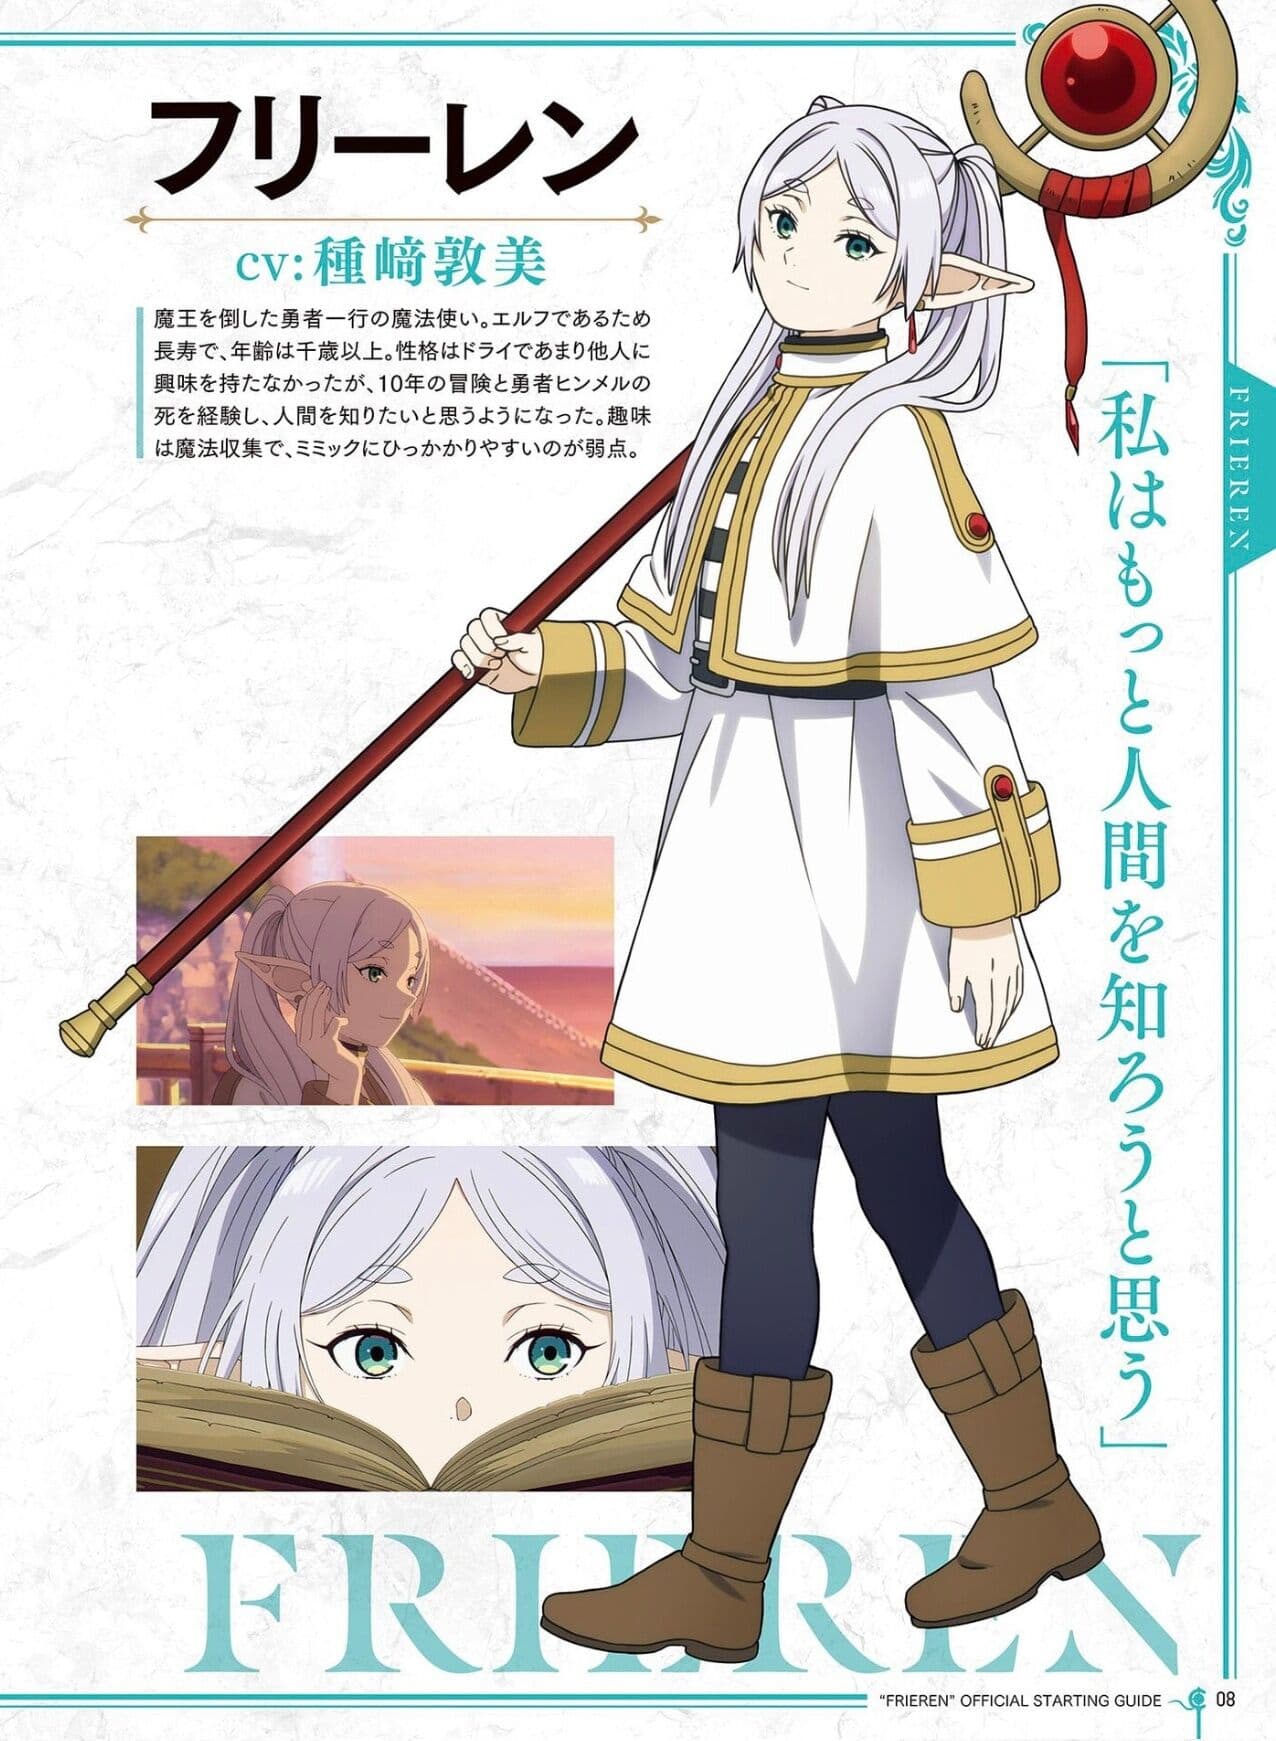 フリーレン
cv:種﨑敦美
魔王を倒した勇者一行の魔法使い。エルフであるため
長寿で、年齢は千歳以上。性格はドライであまり他人に
興味を持たなかったが、10年の冒険と勇者ヒンメルの
死を経験し、人間を知りたいと思うようになった。趣味
は魔法収集で、ミミックにひっかかりやすいのが弱点。
「私はもっと人間を知ろうと思う」
FRIEREN
FRIEREN
“FRIEREN” OFFICIAL STARTING GUIDE 08